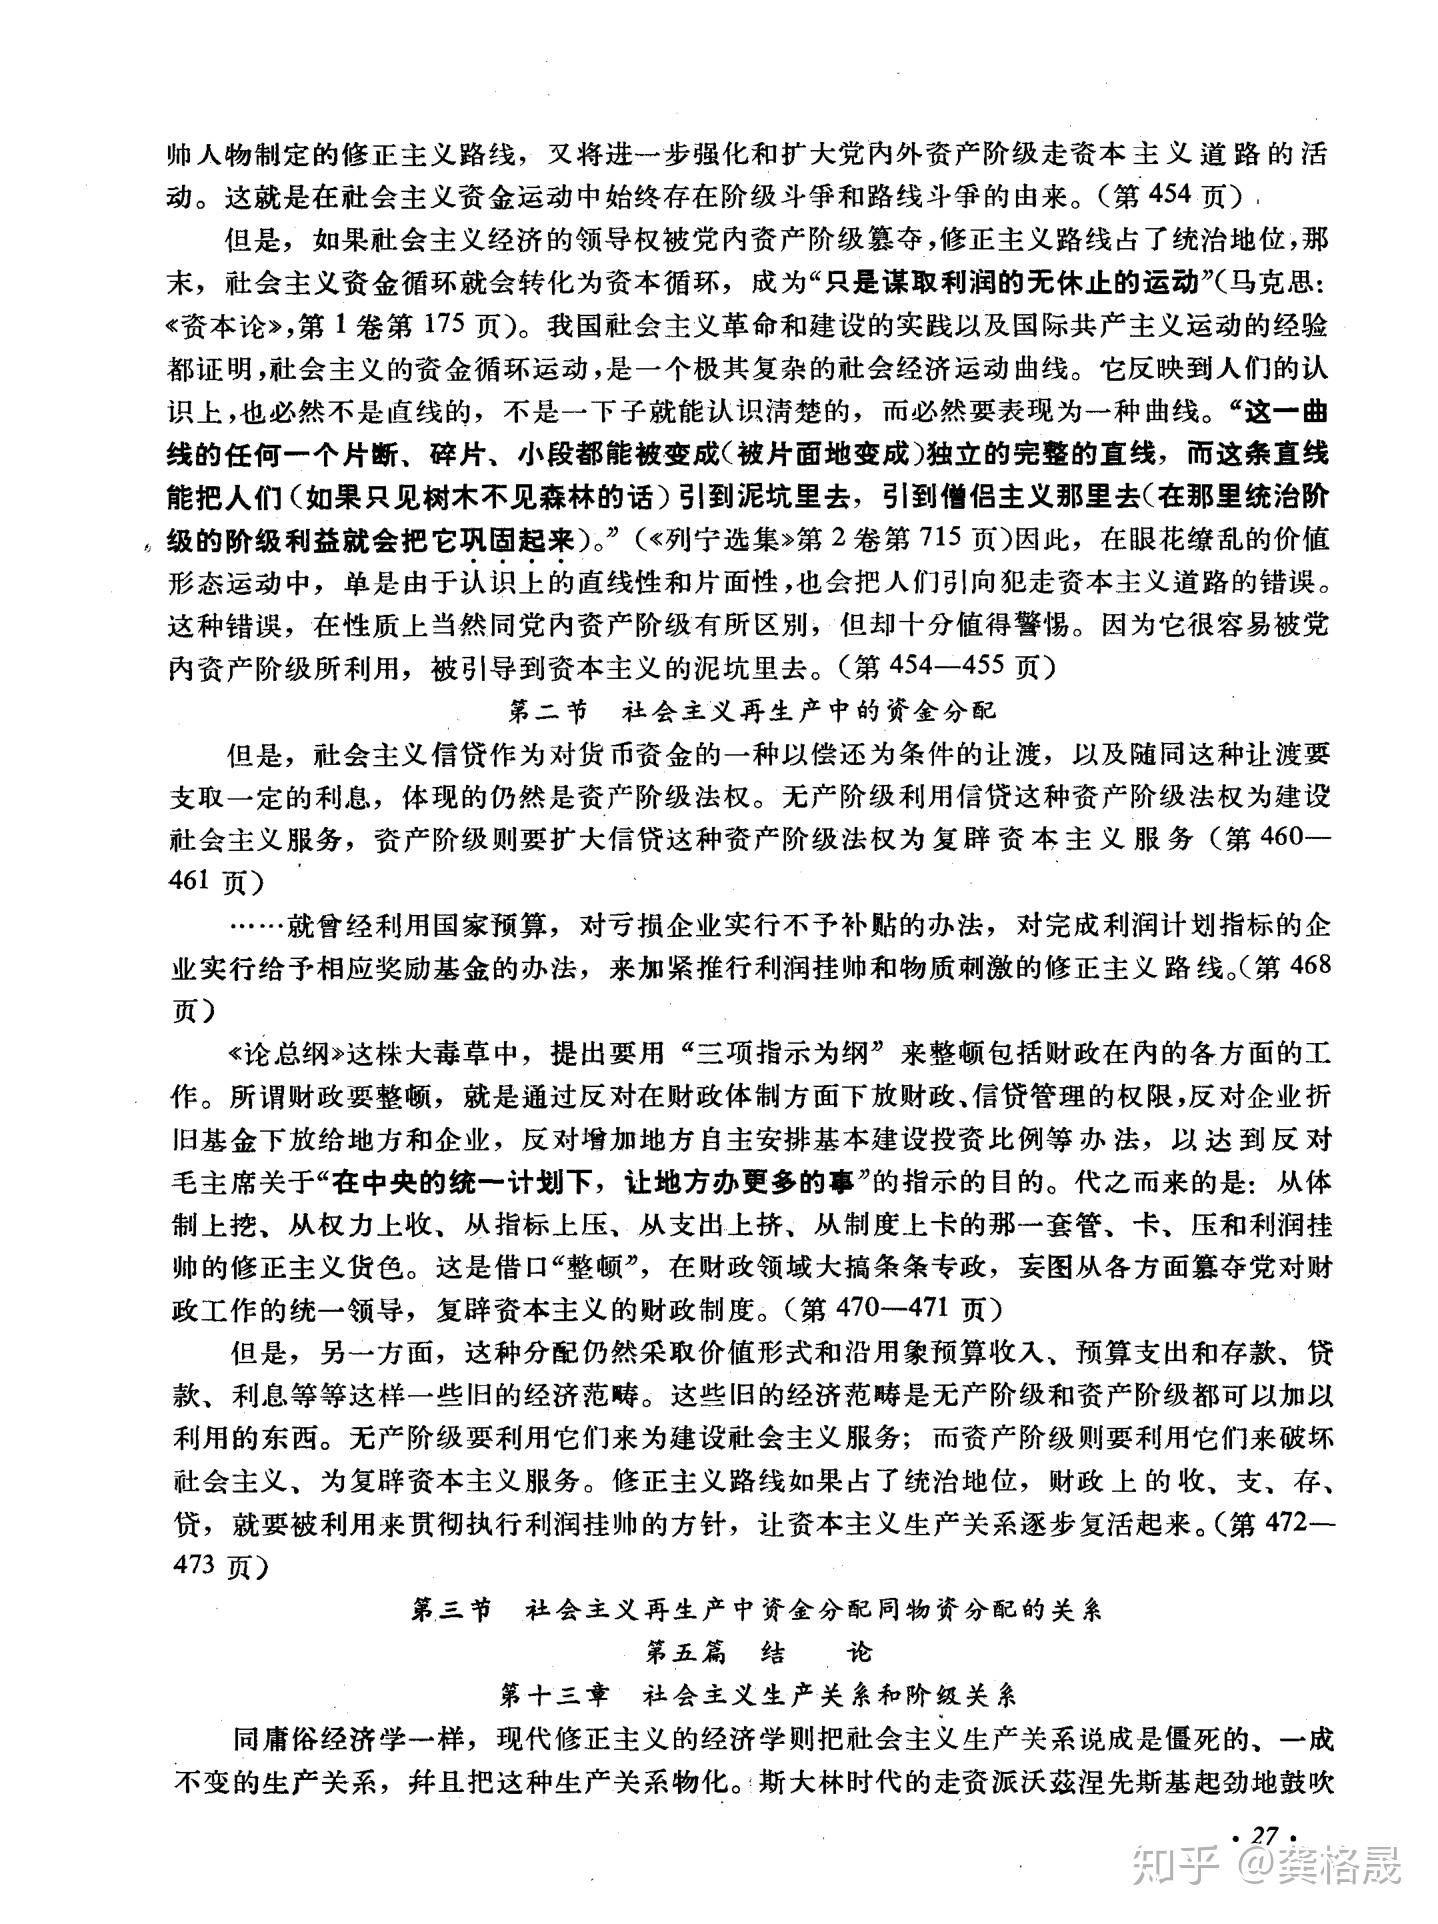 帅人物制定的修正主义路线，又将进一步强化和扩大党内外资产阶级走资本主义道路的活
动。这就是在社会主义资金运动中始终存在阶级斗争和路线斗争的由来。（第 454 页）
但是，如果社会主义经济的领导权被党内资产阶级篡夺，修正主义路线占了统治地位，那
末，社会主义资金循环就会转化为资本循环，成为“只是谋取利润的无休止的运动”（马克思：
《资本论》，第 1 卷第 175 页）。我国社会主义革命和建设的实践以及国际共产主义运动的经验
都证明，社会主义的资金循环运动，是一个极其复杂的社会经济运动曲线。它反映到人们的认
识上，也必然不是直线的，不是一下子就能认识清楚的，而必然要表现为一种曲线。“这一曲
线的任何一个片断、碎片、小段都能被变成（被片面地变成）独立的完整的直线，而这条直线
能把人们（如果只见树木不见森林的话）引到泥坑里去，引到僧侣主义那里去（在那里统治阶
级的阶级利益就会把它巩固起来）。”（《列宁选集》第 2 卷第 715 页）因此，在眼花缭乱的价值
形态运动中，单是由于认识上的直线性和片面性，也会把人们引向犯走资本主义道路的错误。
这种错误，在性质上当然同党内资产阶级有所区别，但却十分值得警惕。因为它很容易被党
内资产阶级所利用，被引导到资本主义的泥坑里去。（第 454—455 页）
第二节 社会主义再生产中的资金分配
但是，社会主义信贷作为对货币资金的一种以偿还为条件的让渡，以及随同这种让渡要
支取一定的利息，体现的仍然是资产阶级法权。无产阶级利用信贷这种资产阶级法权为建设
社会主义服务，资产阶级则要扩大信贷这种资产阶级法权为复辟资本主义服务（第 460—
461 页）
……就曾经利用国家预算，对亏损企业实行不予补贴的办法，对完成利润计划指标的企
业实行给予相应奖励基金的办法，来加紧推行利润挂帅和物质刺激的修正主义路线。（第 468
页）
《论总纲》这株大毒草中，提出要用“三项指示为纲”来整顿包括财政在内的各方面的工
作。所谓财政要整顿，就是通过反对在财政体制方面下放财政、信贷管理的权限，反对企业折
旧基金下放给地方和企业，反对增加地方自主安排基本建设投资比例等办法，以达到反对
毛主席关于“在中央的统一计划下，让地方办更多的事”的指示的目的。代之而来的是：从体
制上挖、从权力上收、从指标上压、从支出上挤、从制度上卡的那一套管、卡、压和利润挂
帅的修正主义货色。这是借口“整顿”，在财政领域大搞条条专政，妄图从各方面篡夺党对财
政工作的统一领导，复辟资本主义的财政制度。（第 470—471 页）
但是，另一方面，这种分配仍然采取价值形式和沿用象预算收入、预算支出和存款、贷
款、利息等等这样一些旧的经济范畴。这些旧的经济范畴是无产阶级和资产阶级都可以加以
利用的东西。无产阶级要利用它们来为建设社会主义服务；而资产阶级则要利用它们来破坏
社会主义、为复辟资本主义服务。修正主义路线如果占了统治地位，财政上的收、支、存、
贷，就要被利用来贯彻执行利润挂帅的方针，让资本主义生产关系逐步复活起来。（第 472—
473 页）
第三节 社会主义再生产中资金分配同物资分配的关系
第五篇 结 论
第十三章 社会主义生产关系和阶级关系
同庸俗经济学一样，现代修正主义的经济学则把社会主义生产关系说成是僵死的、一成
不变的生产关系，并且把这种生产关系物化。斯大林时代的走资派沃兹涅先斯基起劲地鼓吹
· 27 ·
知乎 @龚格晟